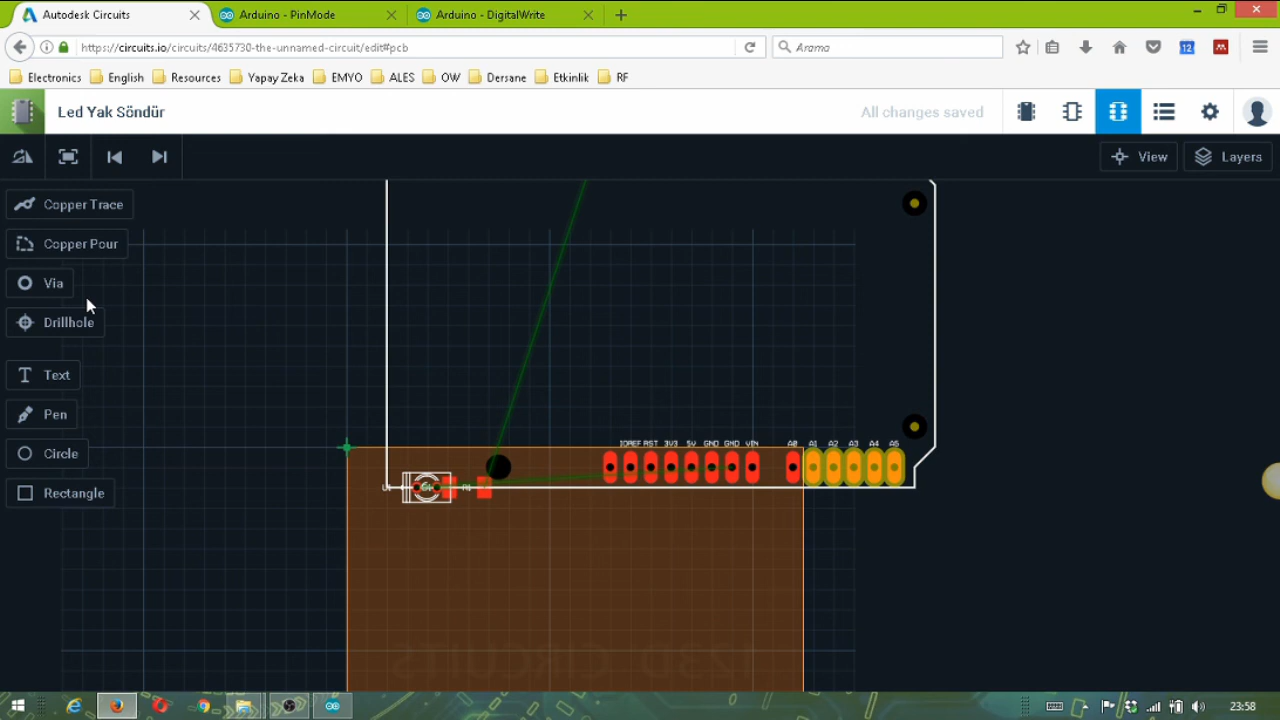 Autodesk Circuits
Arduino - PinMode
Arduino - DigitalWrite
https://circuits.io/circuits/4635730-the-unnamed-circuit/edit#pcb
Arama
12
Electronics English Resources Yapay Zeka EMYO ALES OW Dersane Etkinlik RF
Led Yak Söndür
All changes saved
View
Layers
Copper Trace
Copper Pour
Via
Drillhole
Text
Pen
Circle
Rectangle
IOREF RST 3V3 5V GND GND VIN A0 A1 A2 A3 A4 A5
123D CIRCUITS
23:58